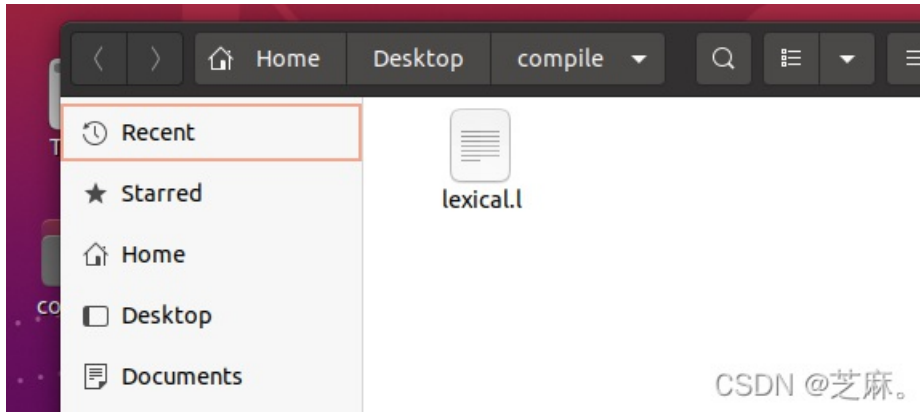 Home Desktop compile
Recent
lexical.l
Starred
Home
Desktop
Documents
CSDN @芝麻。